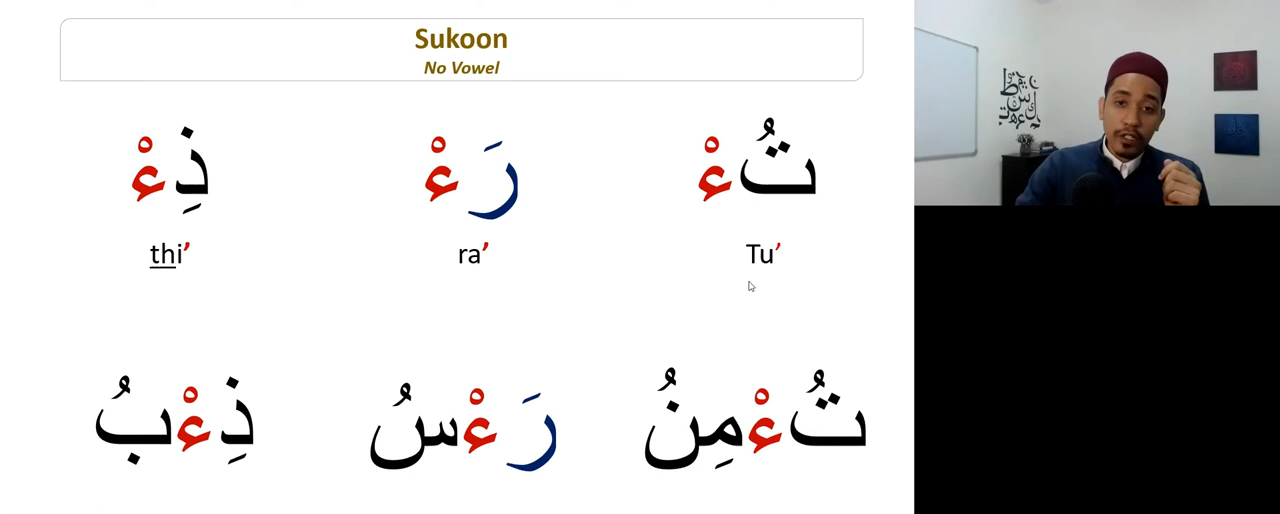 Sukoon
No Vowel
تُءْ رَءْ ذِءْ
Tu’ ra’ thi’
تُءْمِنُ رَءْسُ ذِءْبُ